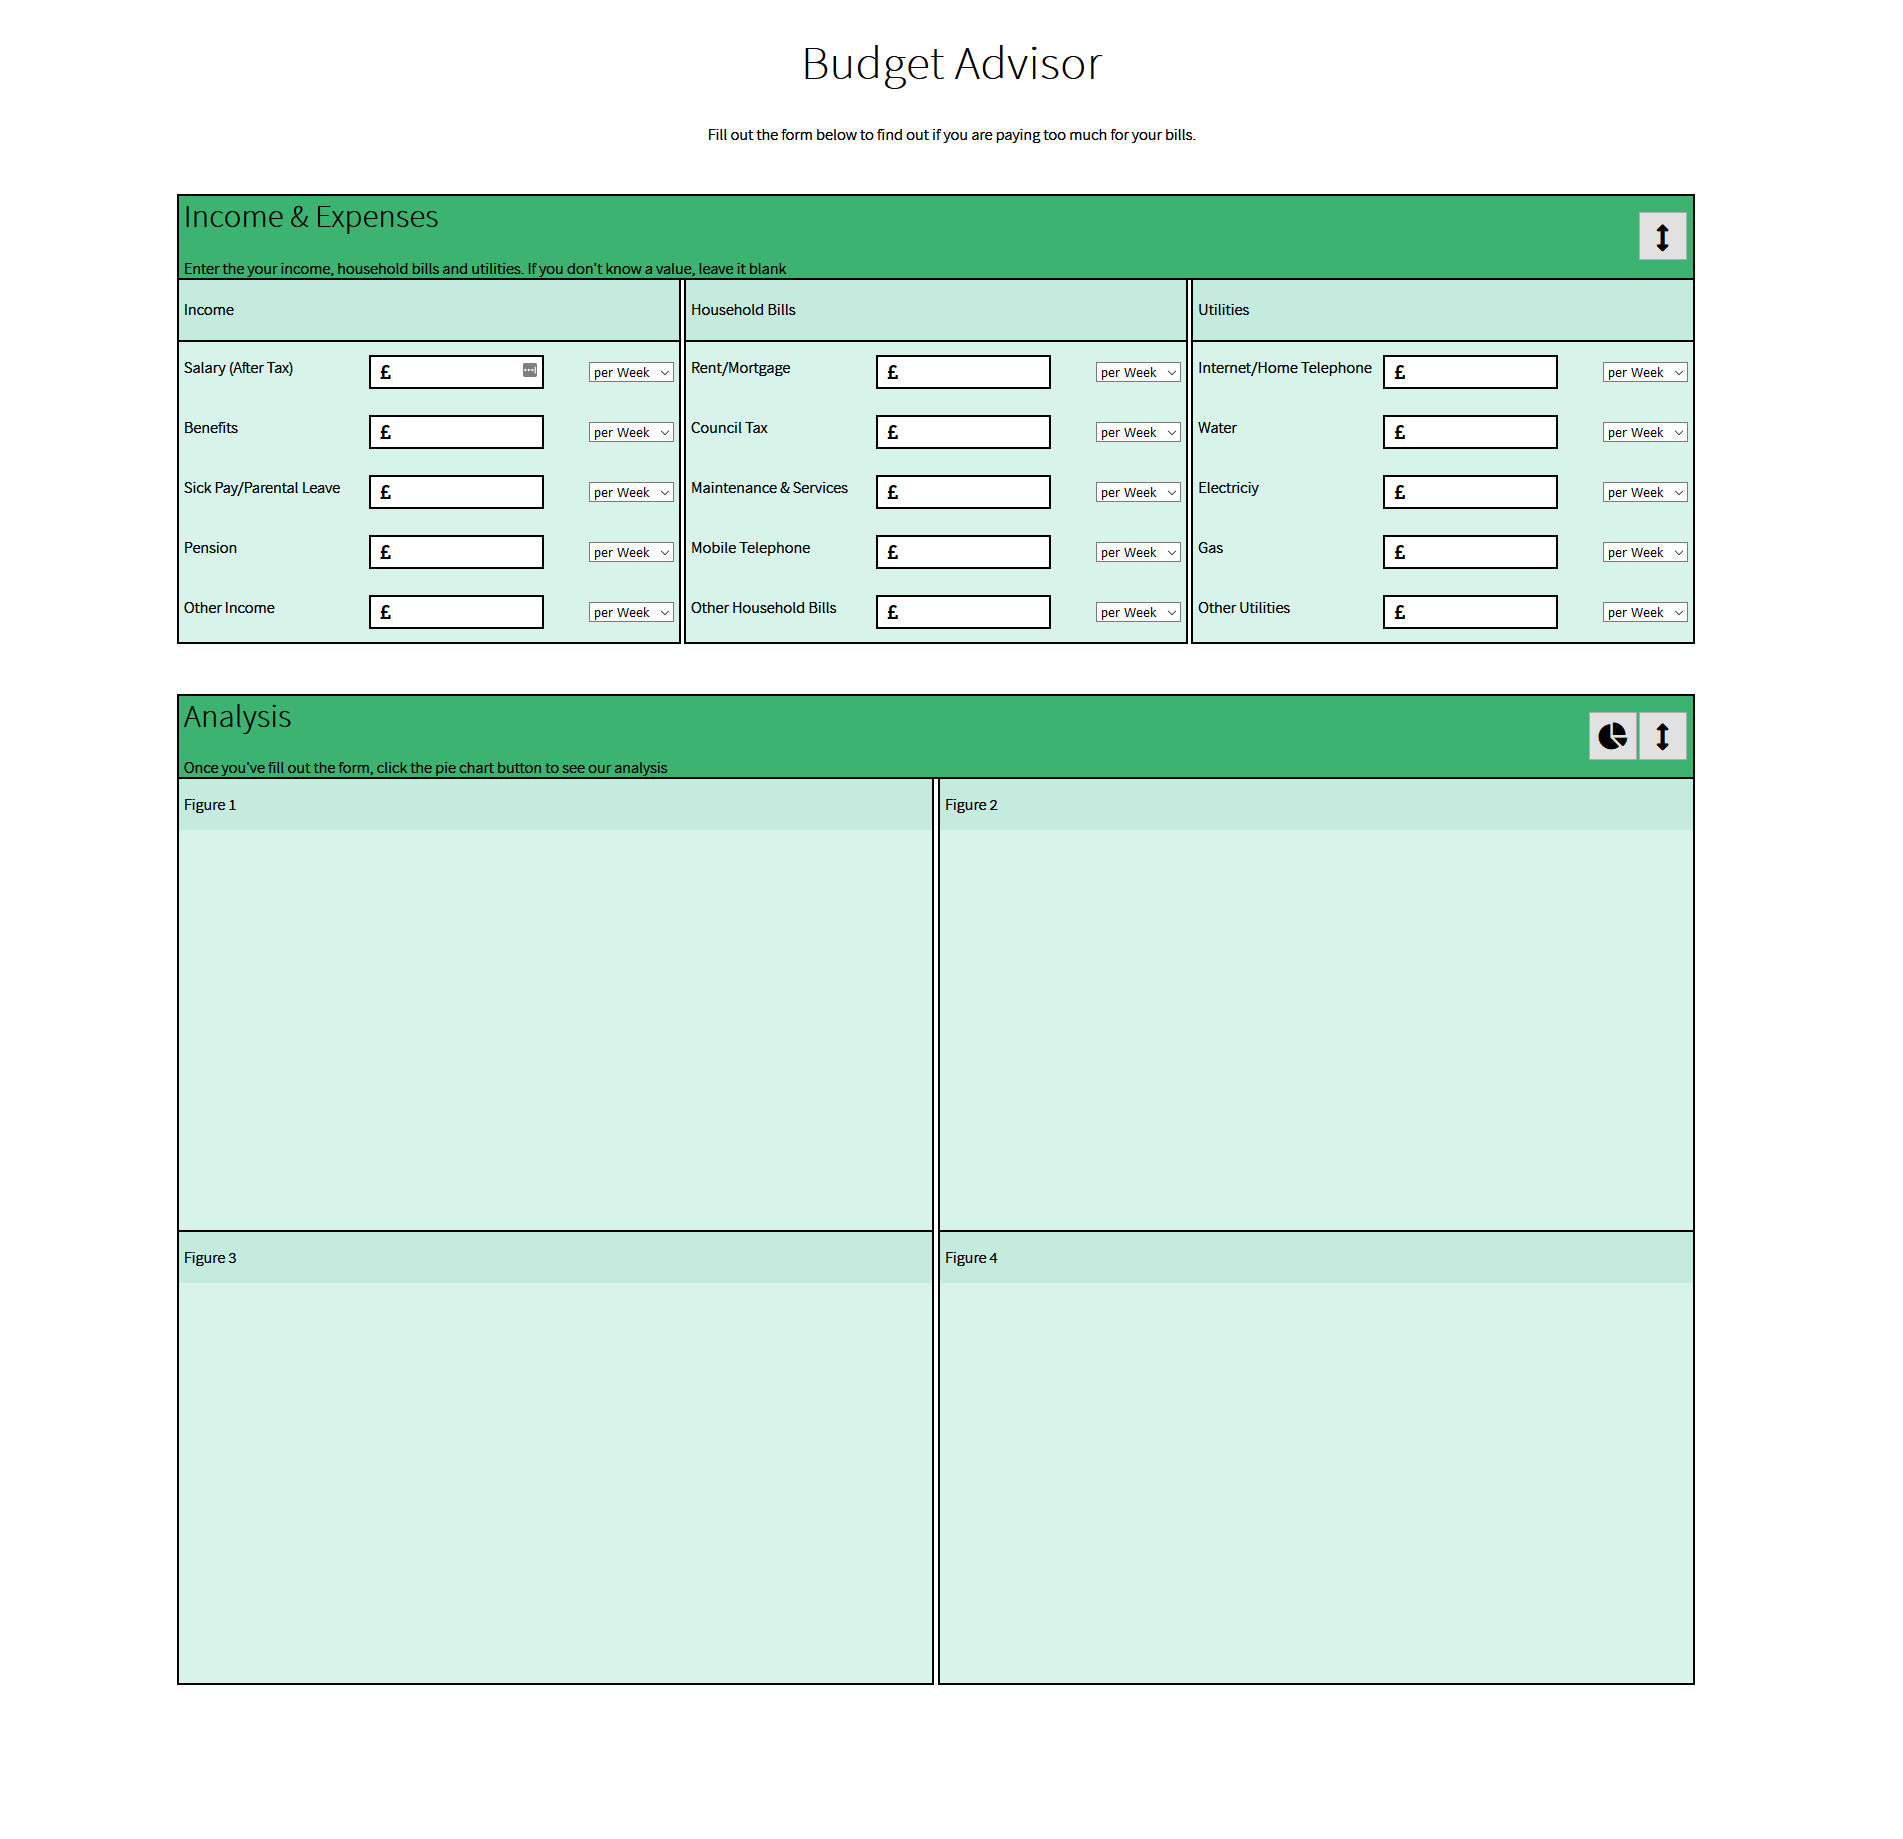 Budget Advisor
Fill out the form below to find out if you are paying too much for your bills.
Income & Expenses
Enter the your income, household bills and utilities. If you don't know a value, leave it blank
Income
Household Bills
Utilities
Salary (After Tax) £ per Week
Rent/Mortgage £ per Week
Internet/Home Telephone £ per Week
Benefits £ per Week
Council Tax £ per Week
Water £ per Week
Sick Pay/Parental Leave £ per Week
Maintenance & Services £ per Week
Electriciy £ per Week
Pension £ per Week
Mobile Telephone £ per Week
Gas £ per Week
Other Income £ per Week
Other Household Bills £ per Week
Other Utilities £ per Week
Analysis
Once you've fill out the form, click the pie chart button to see our analysis
Figure 1
Figure 2
Figure 3
Figure 4